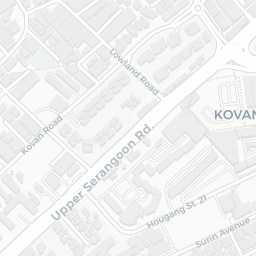 Lowland Road
KOVAN
Kovan Road
Upper Serangoon Rd
Hougang St. 21
Surin Avenue